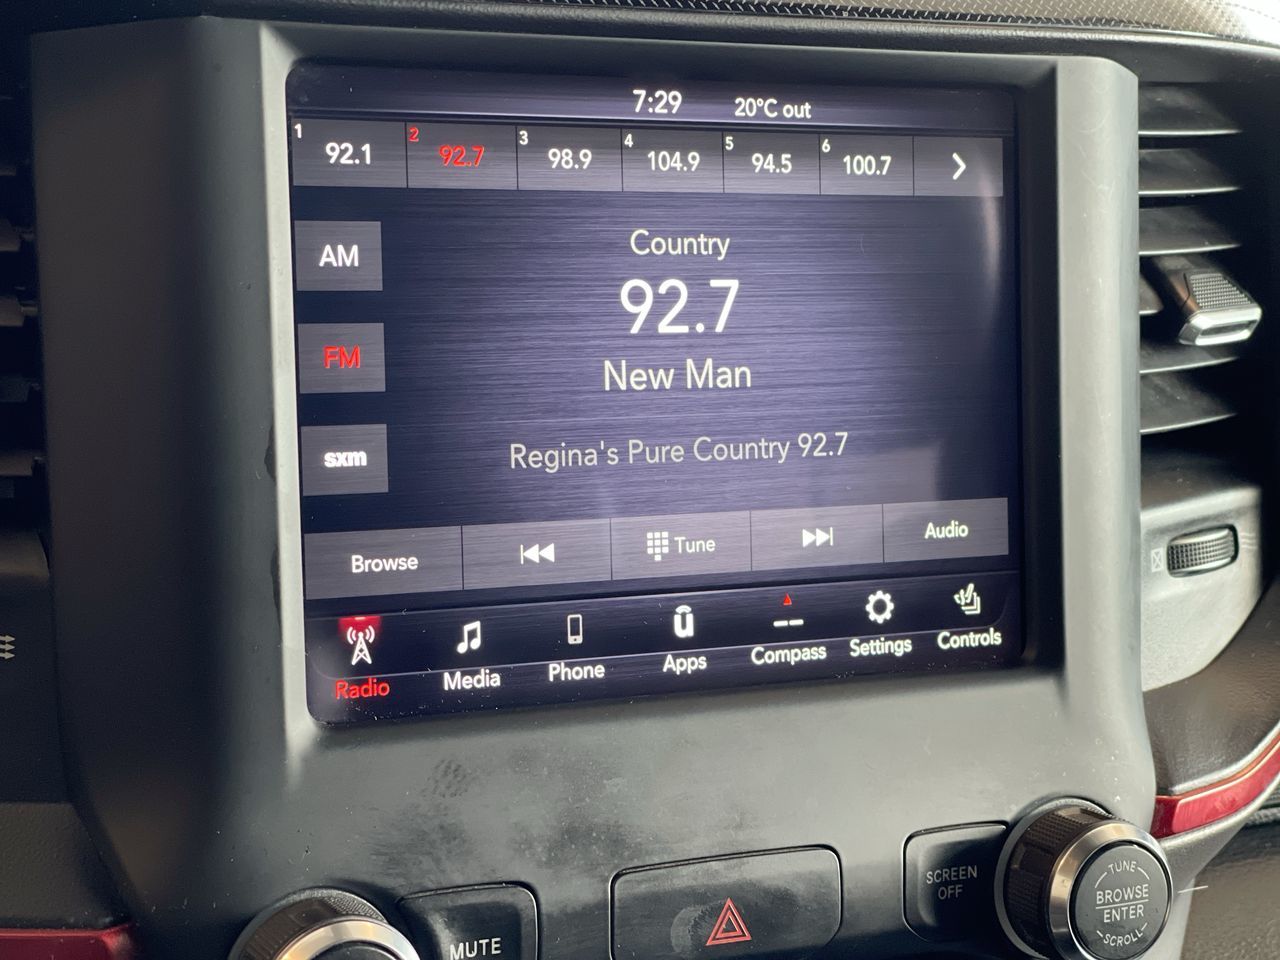 7:29 20°C out
1 92.1 2 92.7 3 98.9 4 104.9 5 94.5 6 100.7
AM
Country
92.7
FM
New Man
sxm
Regina's Pure Country 92.7
Browse Tune Audio
Radio Media Phone Apps Compass Settings Controls
MUTE
SCREEN
OFF
TUNE
BROWSE
ENTER
SCROLL